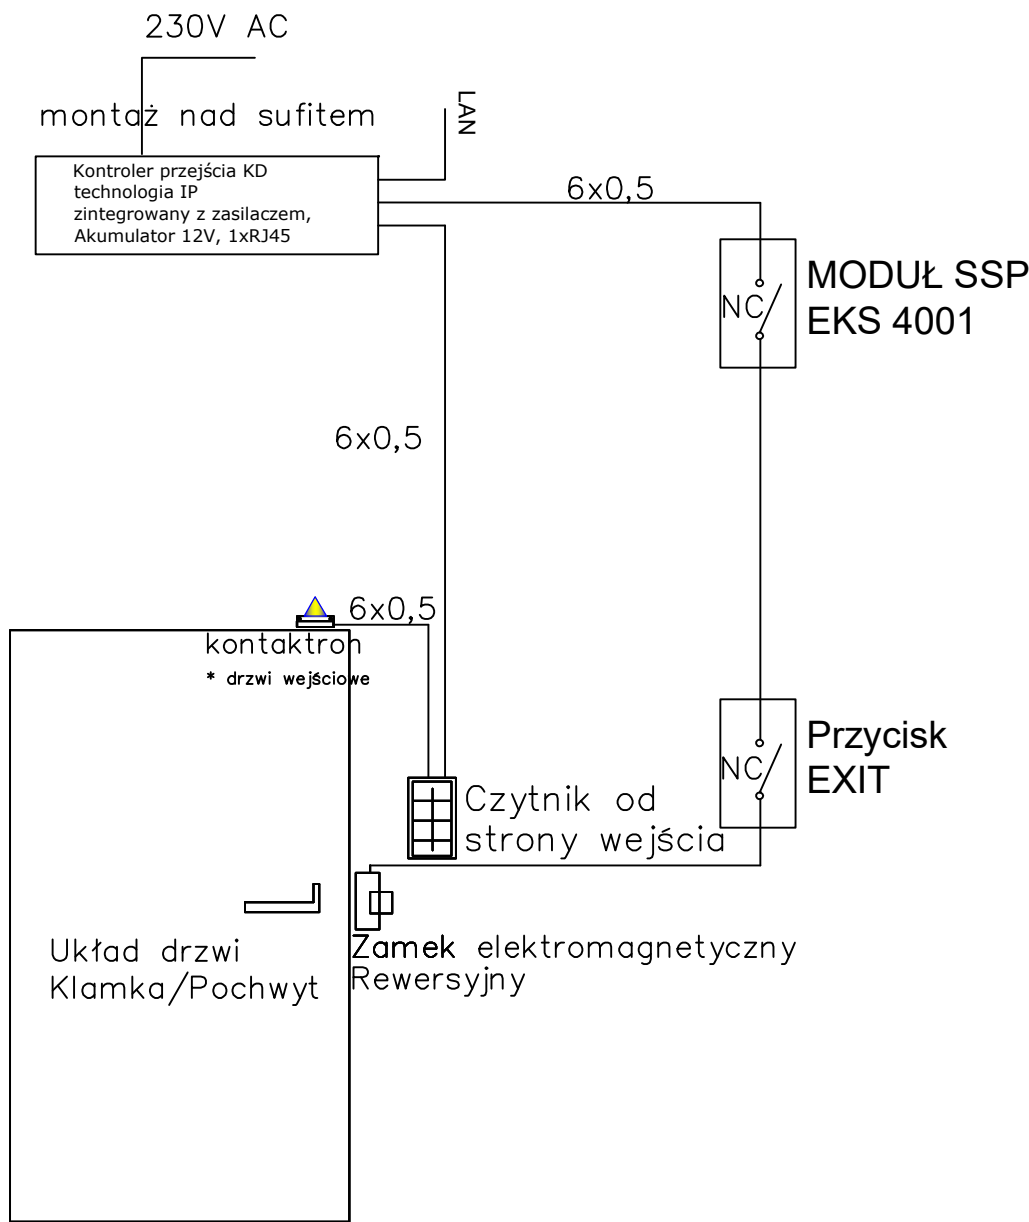 230V AC
montaż nad sufitem
LAN
Kontroler przejścia KD
technologia IP
zintegrowany z zasilaczem,
Akumulator 12V, 1xRJ45
6x0,5
MODUŁ SSP
EKS 4001
NC
6x0,5
6x0,5
kontaktron
* drzwi wejściowe
Przycisk
EXIT
NC
Czytnik od
strony wejścia
Układ drzwi
Klamka/Pochwyt
Zamek elektromagnetyczny
Rewersyjny